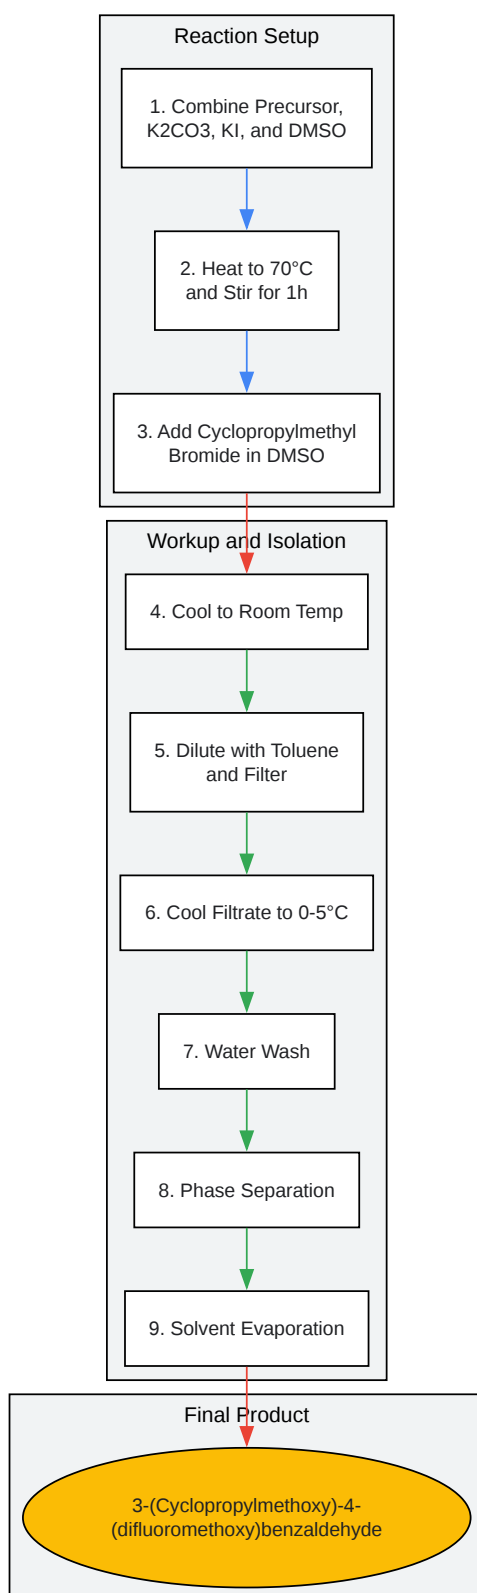 Reaction Setup
1. Combine Precursor,
K2CO3, KI, and DMSO
2. Heat to 70°C
and Stir for 1h
3. Add Cyclopropylmethyl
Bromide in DMSO
Workup and Isolation
4. Cool to Room Temp
5. Dilute with Toluene
and Filter
6. Cool Filtrate to 0-5°C
7. Water Wash
8. Phase Separation
9. Solvent Evaporation
Final Product
3-(Cyclopropylmethoxy)-4-
(difluoromethoxy)benzaldehyde